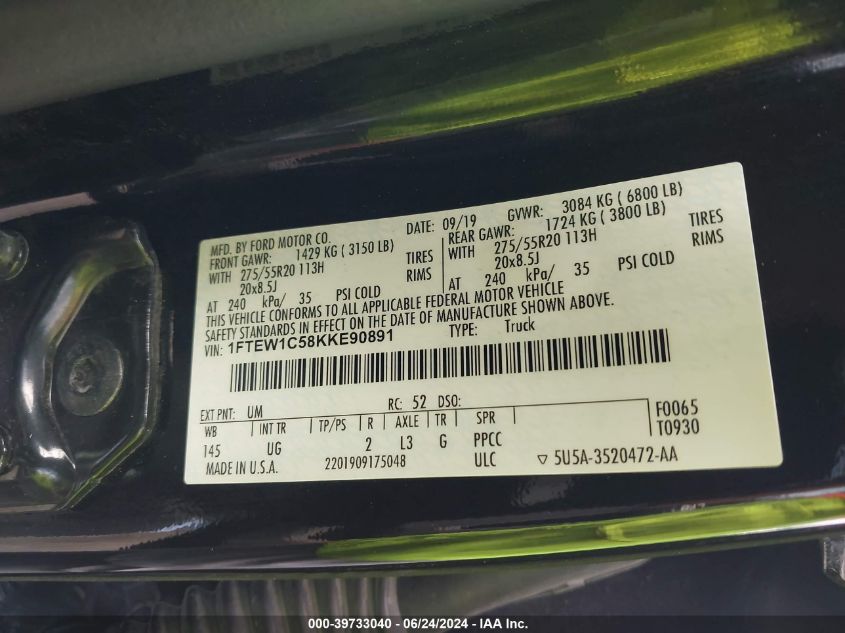 MFD. BY FORD MOTOR CO. DATE: 09/19 GVWR: 3084 KG ( 6800 LB)
FRONT GAWR: 1429 KG ( 3150 LB) REAR GAWR: 1724 KG ( 3800 LB)
WITH 275/55R20 113H TIRES WITH 275/55R20 113H TIRES
20x8.5J RIMS 20x8.5J RIMS
AT 240 kPa/ 35 PSI COLD AT 240 kPa/ 35 PSI COLD
THIS VEHICLE CONFORMS TO ALL APPLICABLE FEDERAL MOTOR VEHICLE
SAFETY STANDARDS IN EFFECT ON THE DATE OF MANUFACTURE SHOWN ABOVE.
VIN: 1FTEW1C58KKE90891 TYPE: Truck
EXT PNT: UM RC: 52 DSO: F0065
WB INT TR TP/PS R AXLE TR SPR T0930
145 UG 2 L3 G PPCC
MADE IN U.S.A. 2201909175048 ULC ▽ 5U5A-3520472-AA
000-39733040 - 06/24/2024 - IAA Inc.